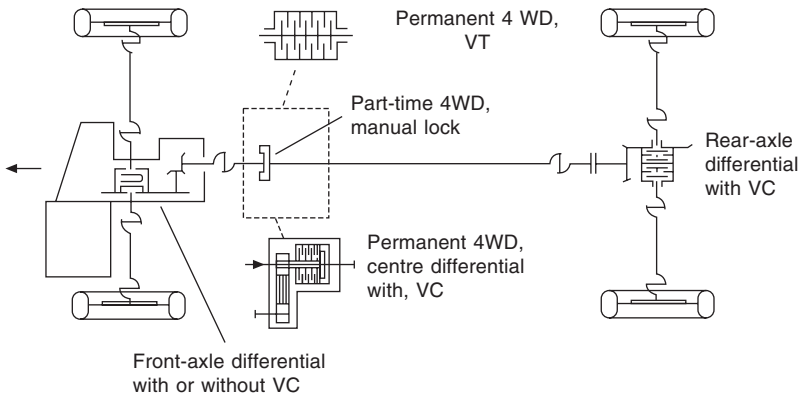 Permanent 4 WD,
VT
Part-time 4WD,
manual lock
Rear-axle
differential
with VC
Permanent 4WD,
centre differential
with, VC
Front-axle differential
with or without VC